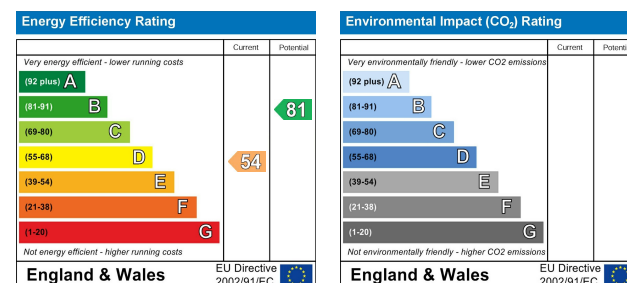 Energy Efficiency Rating
Current Potential
Very energy efficient - lower running costs
(92 plus) A
(81-91) B
81
(69-80) C
(55-68) D
54
(39-54) E
(21-38) F
(1-20) G
Not energy efficient - higher running costs
England & Wales
EU Directive
2002/91/EC
Environmental Impact (CO₂) Rating
Current Potential
Very environmentally friendly - lower CO2 emissions
(92 plus) A
(81-91) B
(69-80) C
(55-68) D
(39-54) E
(21-38) F
(1-20) G
Not environmentally friendly - higher CO2 emissions
England & Wales
EU Directive
2002/91/EC